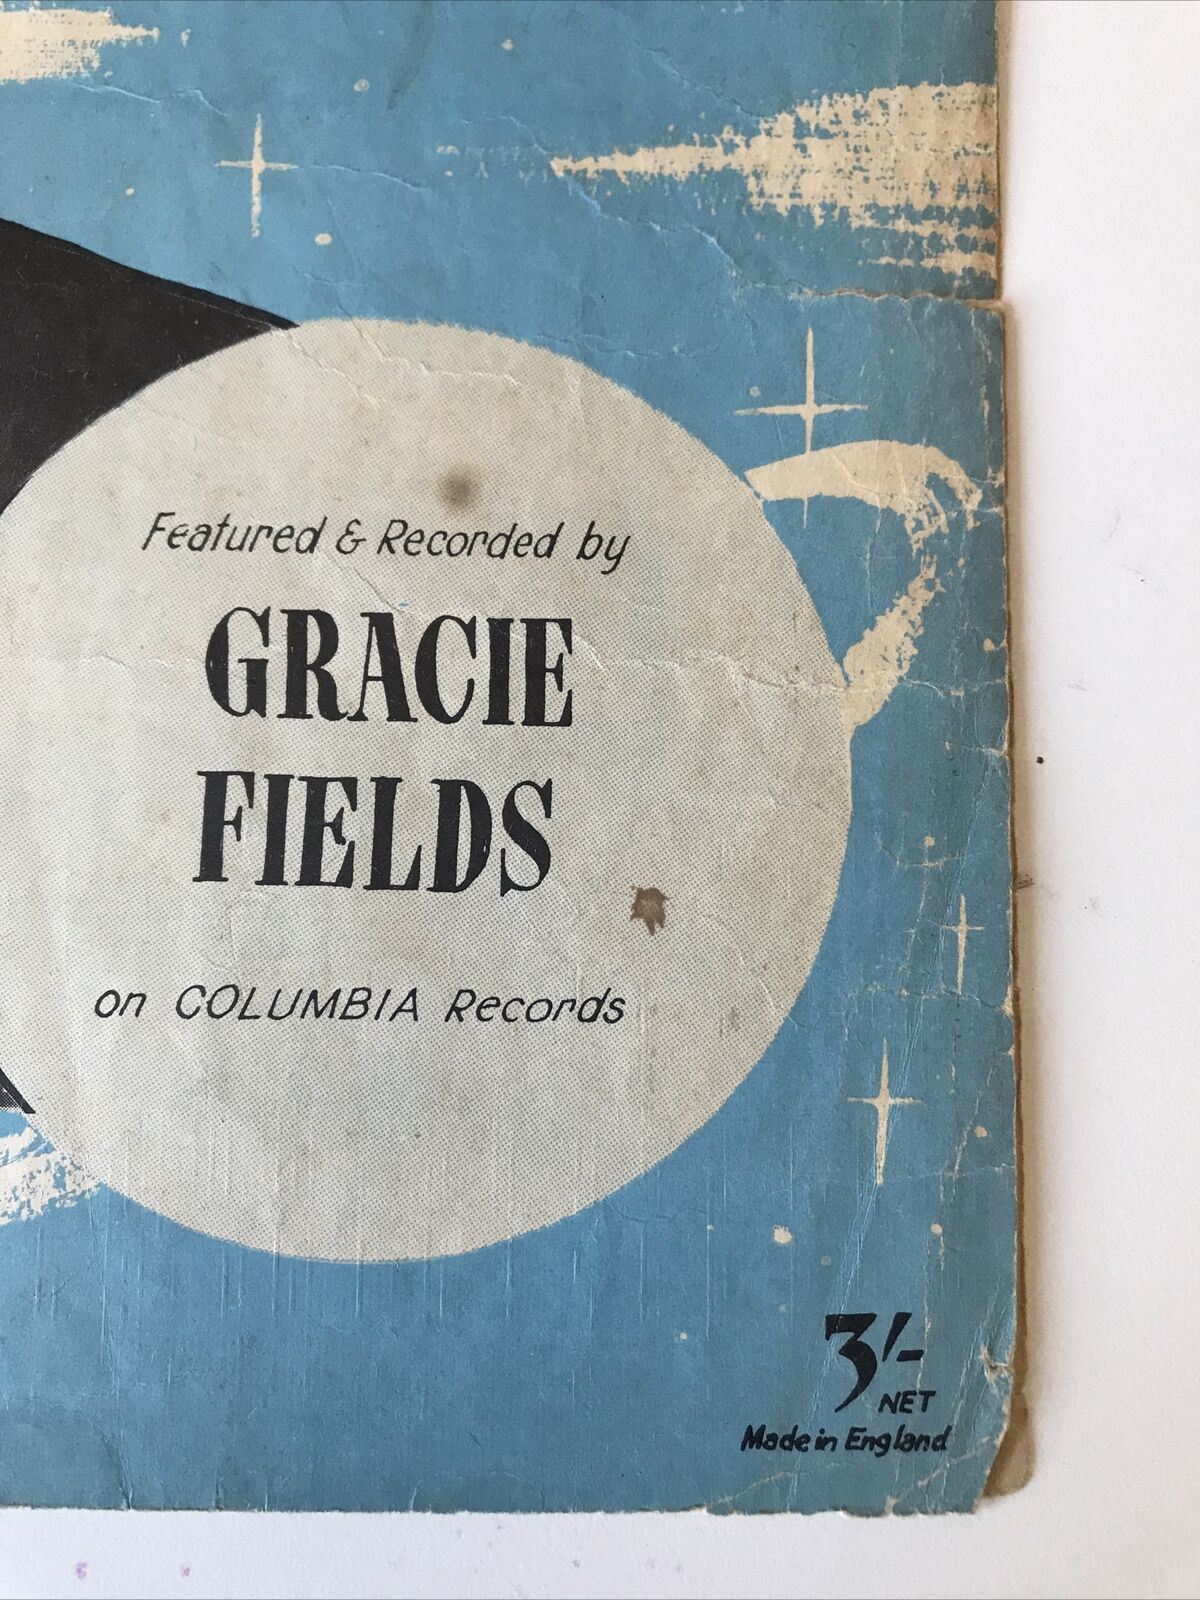 Featured & Recorded by
GRACIE
FIELDS
on COLUMBIA Records
3/-
NET
Made in England